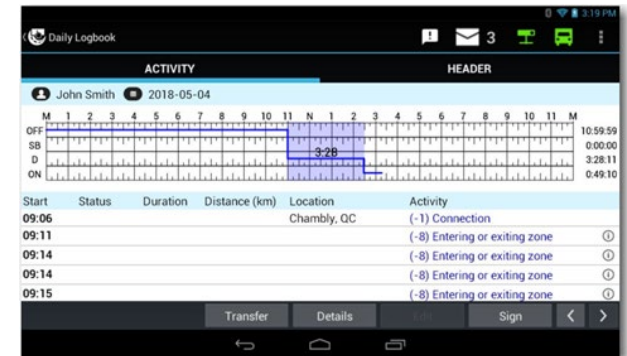 3:19 PM
Daily Logbook 3
ACTIVITY HEADER
John Smith 2018-05-04
M 1 2 3 4 5 6 7 8 9 10 11 N 1 2 3 4 5 6 7 8 9 10 11 M
OFF 10:59:59
SB 0:00:00
3:28
D 3:28:11
ON 0:49:10
Start Status Duration Distance (km) Location Activity
09:06 Chambly, QC (-1) Connection
09:11 (-8) Entering or exiting zone
09:14 (-8) Entering or exiting zone
09:14 (-8) Entering or exiting zone
09:15 (-8) Entering or exiting zone
Transfer Details Edit Sign